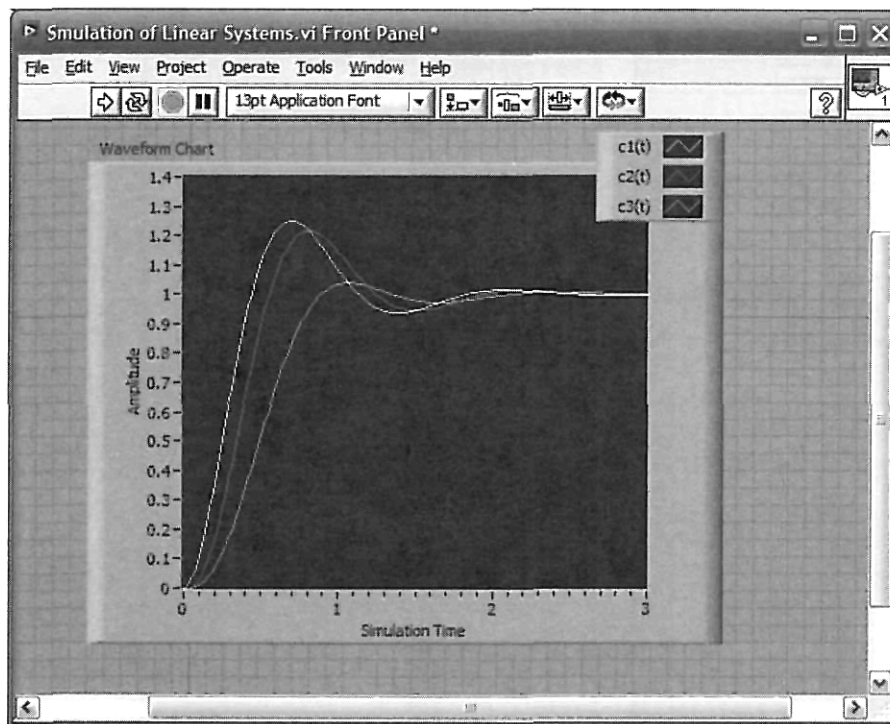 Smulation of Linear Systems.vi Front Panel *
File Edit View Project Operate Tools Window Help
13pt Application Font
?
1
Waveform Chart
c1(t)
c2(t)
c3(t)
1.4
1.3
1.2
1.1
1
0.9
0.8
0.7
0.6
0.5
0.4
0.3
0.2
0.1
0
Amplitude
0 1 2 3
Simulation Time